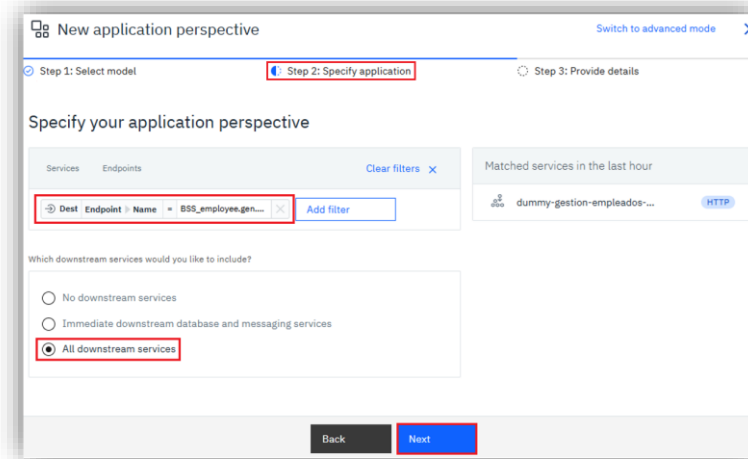 New application perspective
Switch to advanced mode
Step 1: Select model
Step 2: Specify application
Step 3: Provide details
Specify your application perspective
Services Endpoints Clear filters ×
Dest Endpoint > Name = BSS_employee.gen.... ×
Add filter
Matched services in the last hour
dummy-gestion-empleados-... HTTP
Which downstream services would you like to include?
No downstream services
Immediate downstream database and messaging services
All downstream services
Back
Next